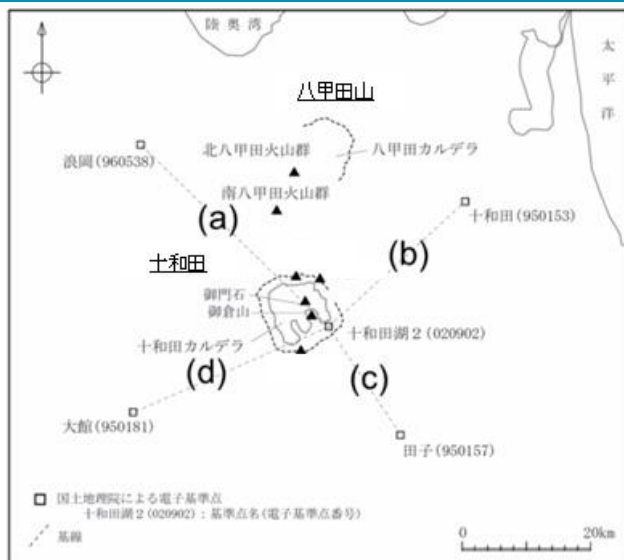 陸奥湾
太平洋
八甲田山
北八甲田火山群
八甲田カルデラ
浪岡(960538)
南八甲田火山群
(a)
十和田(950153)
(b)
十和田
御門石
御倉山
十和田湖2(020902)
十和田カルデラ
(d)
(c)
大館(950181)
田子(950157)
国土地理院による電子基準点
十和田湖2(020902):基準点名(電子基準点番号)
基線
0 20km